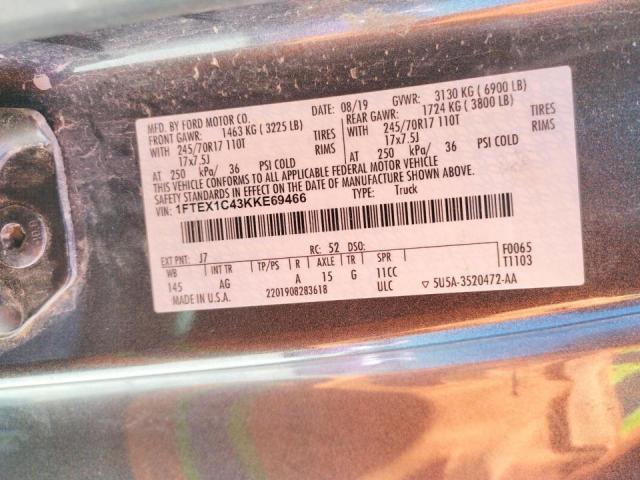 MFD. BY FORD MOTOR CO.
DATE: 08/19 GVWR: 3130 KG ( 6900 LB)
FRONT GAWR: 1463 KG ( 3225 LB) REAR GAWR: 1724 KG ( 3800 LB)
WITH 245/70R17 110T TIRES WITH 245/70R17 110T TIRES
17x7.5J RIMS 17x7.5J RIMS
AT 250 kPa/ 36 PSI COLD AT 250 kPa/ 36 PSI COLD
THIS VEHICLE CONFORMS TO ALL APPLICABLE FEDERAL MOTOR VEHICLE
SAFETY STANDARDS IN EFFECT ON THE DATE OF MANUFACTURE SHOWN ABOVE.
VIN: 1FTEX1C43KKE69466 TYPE: Truck
EXT PNT: J7 RC: 52 DSO: F0065
WB INT TR TP/PS R AXLE TR SPR T1103
145 AG A 15 G 11CC
MADE IN U.S.A. 2201908283618 ULC 5U5A-3520472-AA